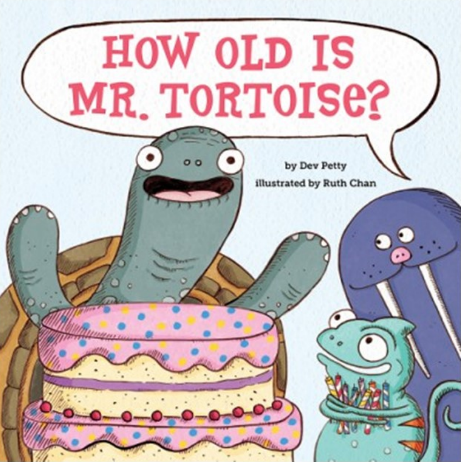 HOW OLD IS
MR. TORTOISe?
by Dev Petty
illustrated by Ruth Chan